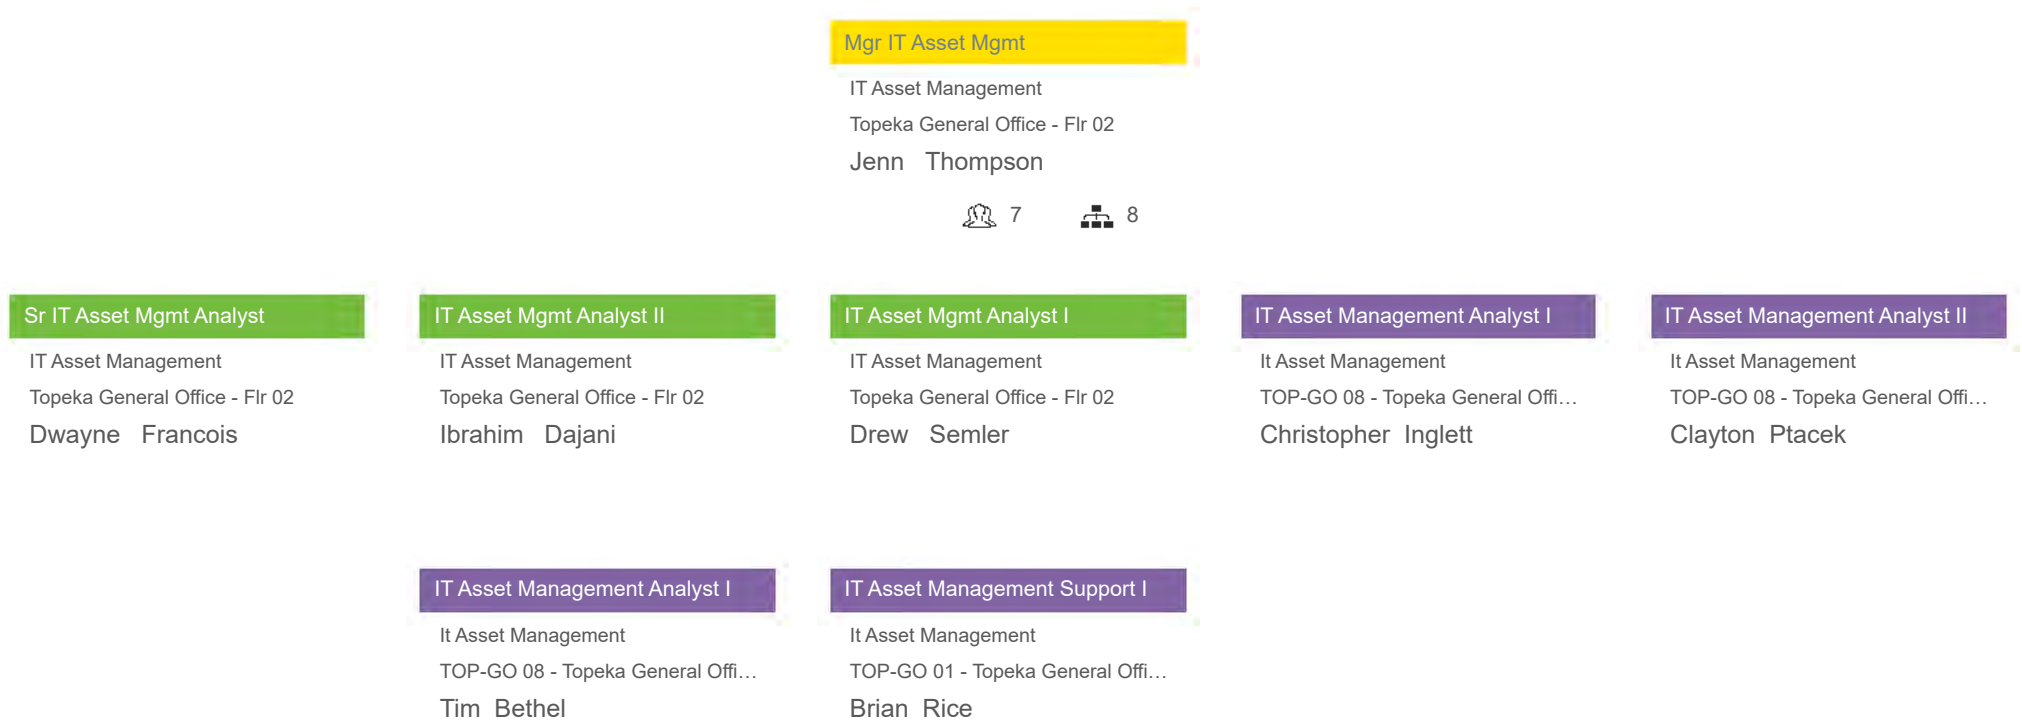 Mgr IT Asset Mgmt
IT Asset Management
Topeka General Office - Flr 02
Jenn Thompson
7 8
Sr IT Asset Mgmt Analyst
IT Asset Management
Topeka General Office - Flr 02
Dwayne Francois
IT Asset Mgmt Analyst II
IT Asset Management
Topeka General Office - Flr 02
Ibrahim Dajani
IT Asset Mgmt Analyst I
IT Asset Management
Topeka General Office - Flr 02
Drew Semler
IT Asset Management Analyst I
It Asset Management
TOP-GO 08 - Topeka General Offi…
Christopher Inglett
IT Asset Management Analyst II
It Asset Management
TOP-GO 08 - Topeka General Offi…
Clayton Ptacek
IT Asset Management Analyst I
It Asset Management
TOP-GO 08 - Topeka General Offi…
Tim Bethel
IT Asset Management Support I
It Asset Management
TOP-GO 01 - Topeka General Offi…
Brian Rice